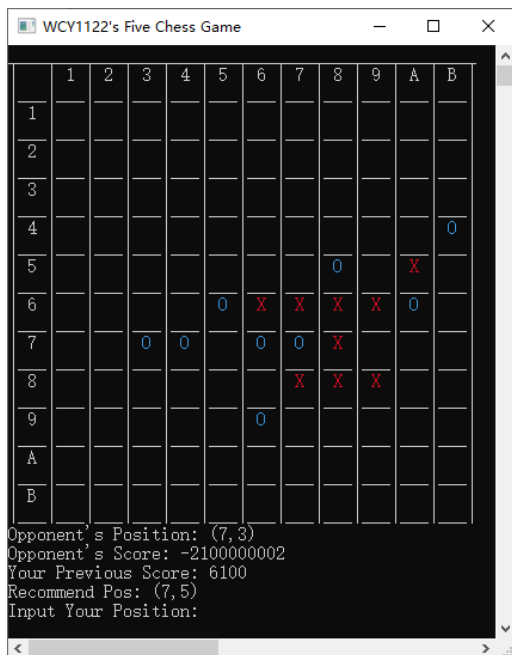 WCY1122's Five Chess Game
1 2 3 4 5 6 7 8 9 A B
1
2
3
4 O
5 O X
6 O X X X X O
7 O O O O X
8 X X X
9 O
A
B
Opponent's Position: (7,3)
Opponent's Score: -2100000002
Your Previous Score: 6100
Recommend Pos: (7,5)
Input Your Position: